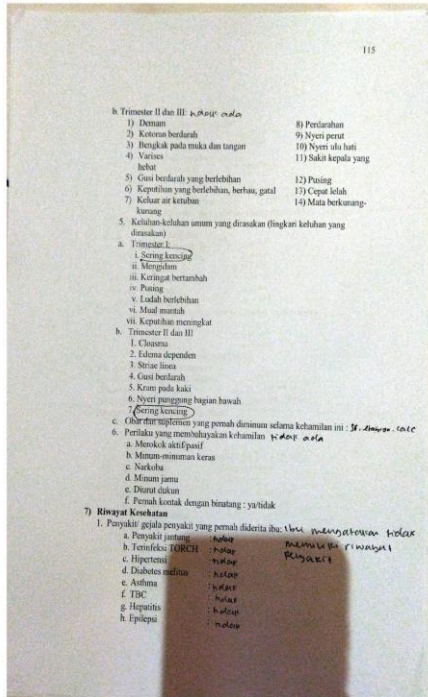 115
b. Trimester II dan III: tidak ada
1) Demam
2) Kotoran berdarah
3) Bengkak pada muka dan tangan
4) Varises
hebat
5) Gusi berdarah yang berlebihan
6) Keputihan yang berlebihan, berbau, gatal
7) Keluar air ketuban
kunang
8) Perdarahan
9) Nyeri perut
10) Nyeri ulu hati
11) Sakit kepala yang
12) Pusing
13) Cepat lelah
14) Mata berkunang-
5. Keluhan-keluhan umum yang dirasakan (lingkari keluhan yang
dirasakan)
a. Trimester I:
i. Sering kencing
ii. Mengidam
iii. Keringat bertambah
iv. Pusing
v. Ludah berlebihan
vi. Mual muntah
vii. Keputihan meningkat
b. Trimester II dan III
1. Cloasma
2. Edema dependen
3. Striae linea
4. Gusi berdarah
5. Kram pada kaki
6. Nyeri punggung bagian bawah
7. Sering kencing
c. Obat dan suplemen yang pernah diminum selama kehamilan ini : calc
6. Perilaku yang membahayakan kehamilan tidak ada
a. Merokok aktif/pasif
b. Minum-minuman keras
c. Narkoba
d. Minum jamu
e. Diurut dukun
f. Pernah kontak dengan binatang : ya/tidak
7) Riwayat Kesehatan
1. Penyakit/ gejala penyakit yang pernah diderita ibu: ibu mengatakan tidak
memiliki riwayat
penyakit
a. Penyakit jantung : tidak
b. Terinfeksi TORCH : tidak
c. Hipertensi : tidak
d. Diabetes melitus : tidak
e. Asthma : tidak
f. TBC : tidak
g. Hepatitis : tidak
h. Epilepsi : tidak